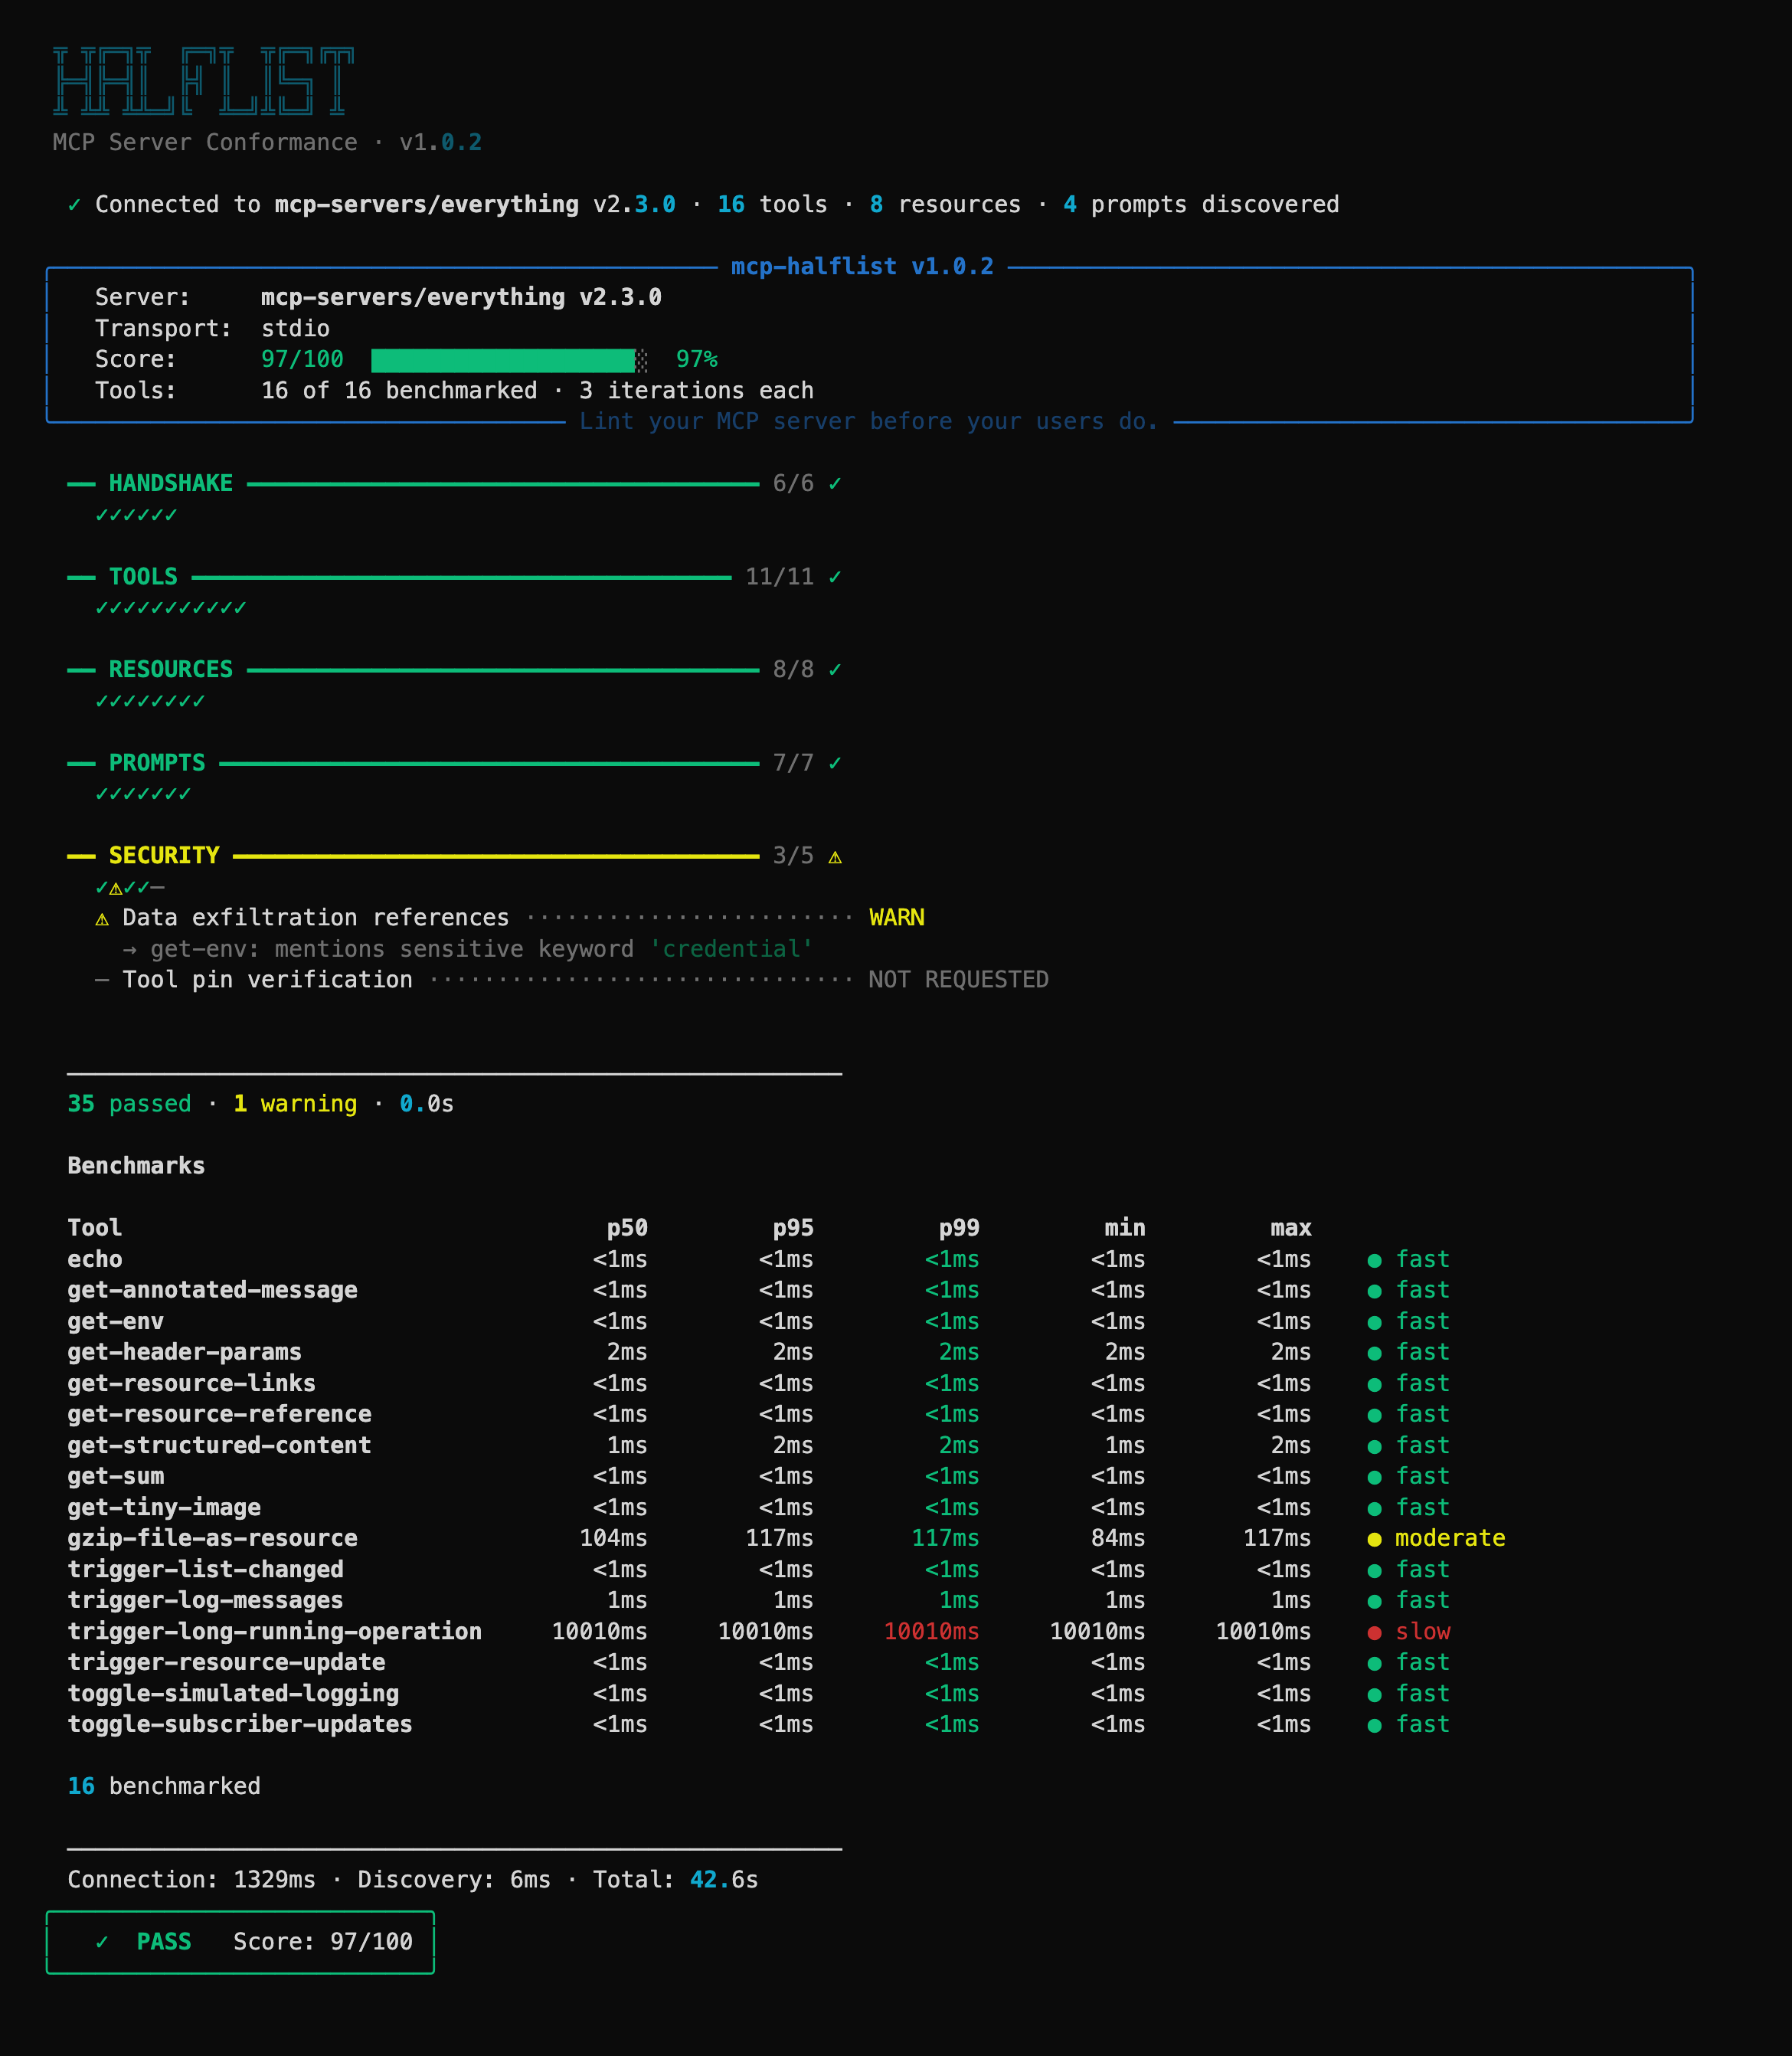 HALFLIST
MCP Server Conformance · v1.0.2
✓ Connected to mcp-servers/everything v2.3.0 · 16 tools · 8 resources · 4 prompts discovered
mcp-halflist v1.0.2
Server: mcp-servers/everything v2.3.0
Transport: stdio
Score: 97/100 97%
Tools: 16 of 16 benchmarked · 3 iterations each
Lint your MCP server before your users do.
HANDSHAKE 6/6 ✓
✓✓✓✓✓✓
TOOLS 11/11 ✓
✓✓✓✓✓✓✓✓✓✓✓
RESOURCES 8/8 ✓
✓✓✓✓✓✓✓✓
PROMPTS 7/7 ✓
✓✓✓✓✓✓✓
SECURITY 3/5 ⚠
✓⚠✓✓—
⚠ Data exfiltration references ························ WARN
→ get-env: mentions sensitive keyword 'credential'
— Tool pin verification ······························· NOT REQUESTED
35 passed · 1 warning · 0.0s
Benchmarks
Tool p50 p95 p99 min max
echo <1ms <1ms <1ms <1ms <1ms ● fast
get-annotated-message <1ms <1ms <1ms <1ms <1ms ● fast
get-env <1ms <1ms <1ms <1ms <1ms ● fast
get-header-params 2ms 2ms 2ms 2ms 2ms ● fast
get-resource-links <1ms <1ms <1ms <1ms <1ms ● fast
get-resource-reference <1ms <1ms <1ms <1ms <1ms ● fast
get-structured-content 1ms 2ms 2ms 1ms 2ms ● fast
get-sum <1ms <1ms <1ms <1ms <1ms ● fast
get-tiny-image <1ms <1ms <1ms <1ms <1ms ● fast
gzip-file-as-resource 104ms 117ms 117ms 84ms 117ms ● moderate
trigger-list-changed <1ms <1ms <1ms <1ms <1ms ● fast
trigger-log-messages 1ms 1ms 1ms 1ms 1ms ● fast
trigger-long-running-operation 10010ms 10010ms 10010ms 10010ms 10010ms ● slow
trigger-resource-update <1ms <1ms <1ms <1ms <1ms ● fast
toggle-simulated-logging <1ms <1ms <1ms <1ms <1ms ● fast
toggle-subscriber-updates <1ms <1ms <1ms <1ms <1ms ● fast
16 benchmarked
Connection: 1329ms · Discovery: 6ms · Total: 42.6s
✓ PASS Score: 97/100